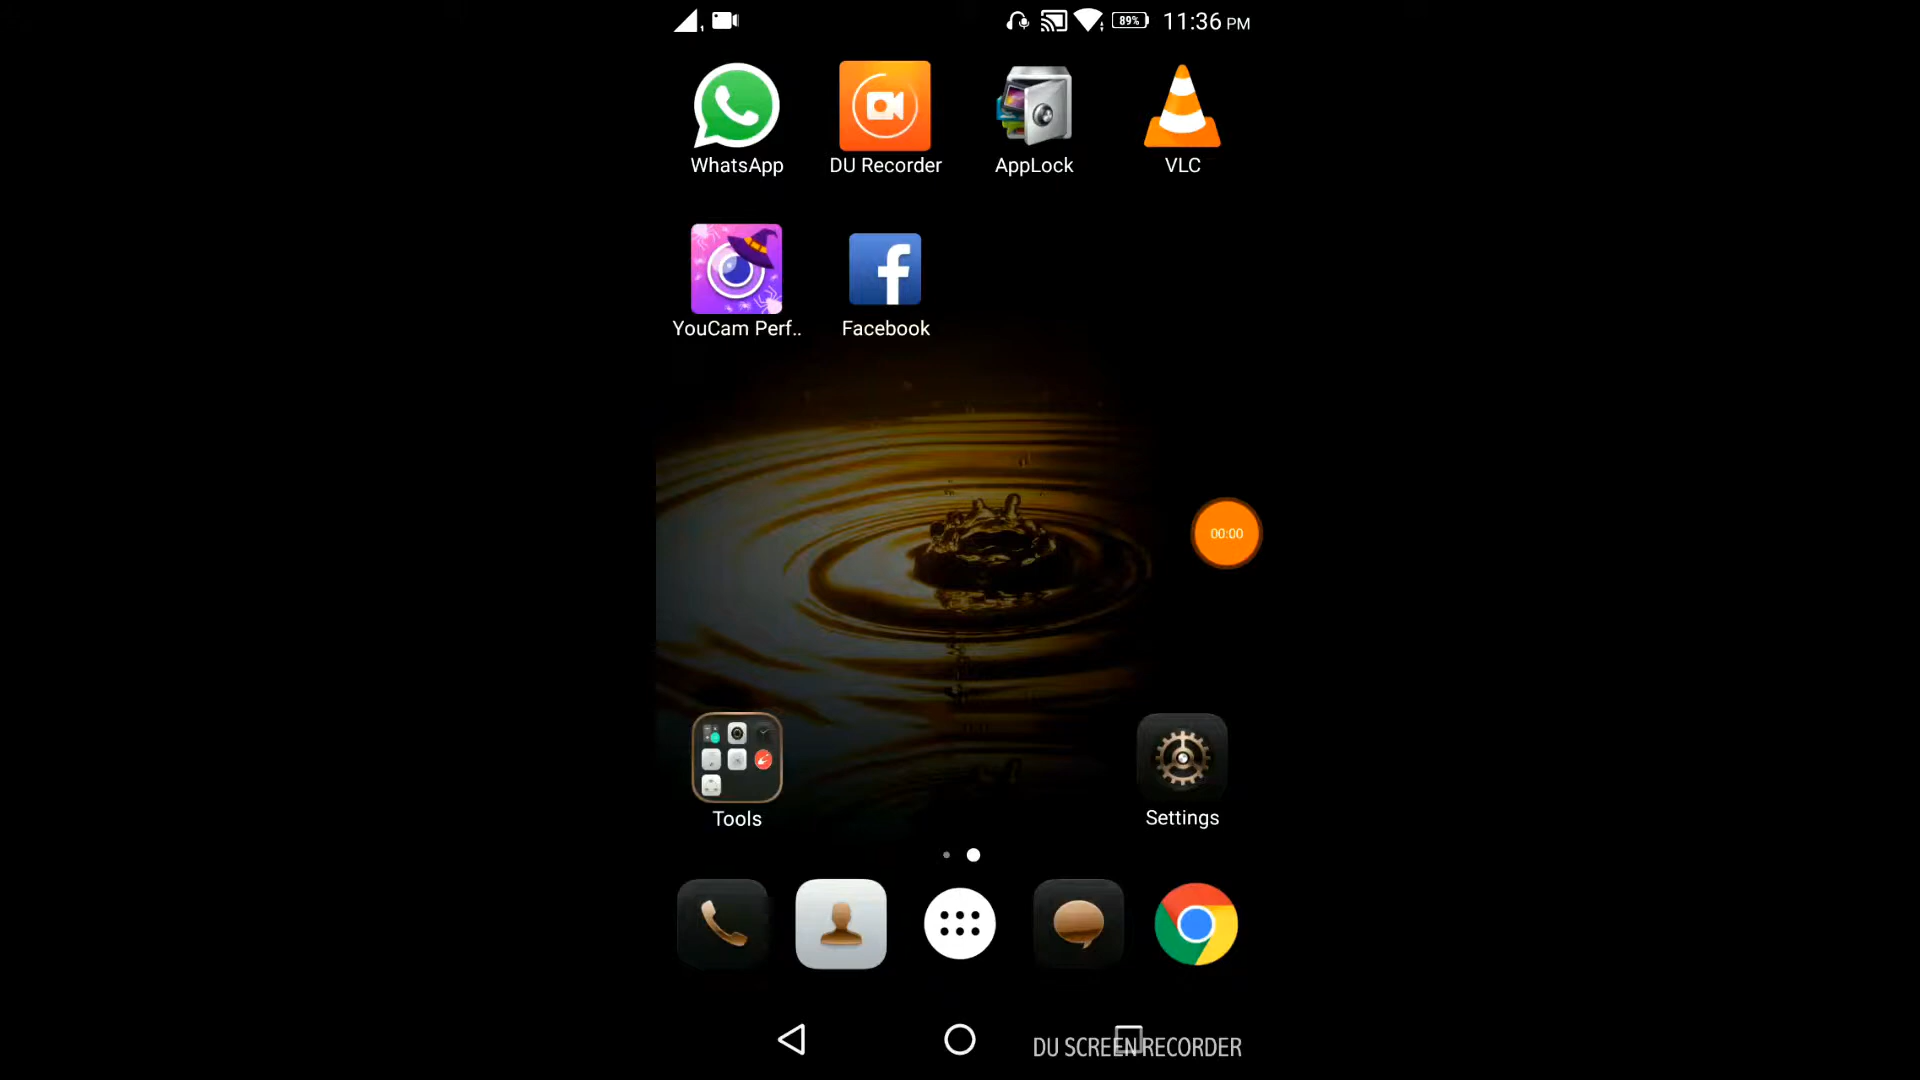 89% 11:36 PM
WhatsApp DU Recorder AppLock VLC
YouCam Perf.. Facebook
00:00
Tools Settings
DU SCREEN RECORDER